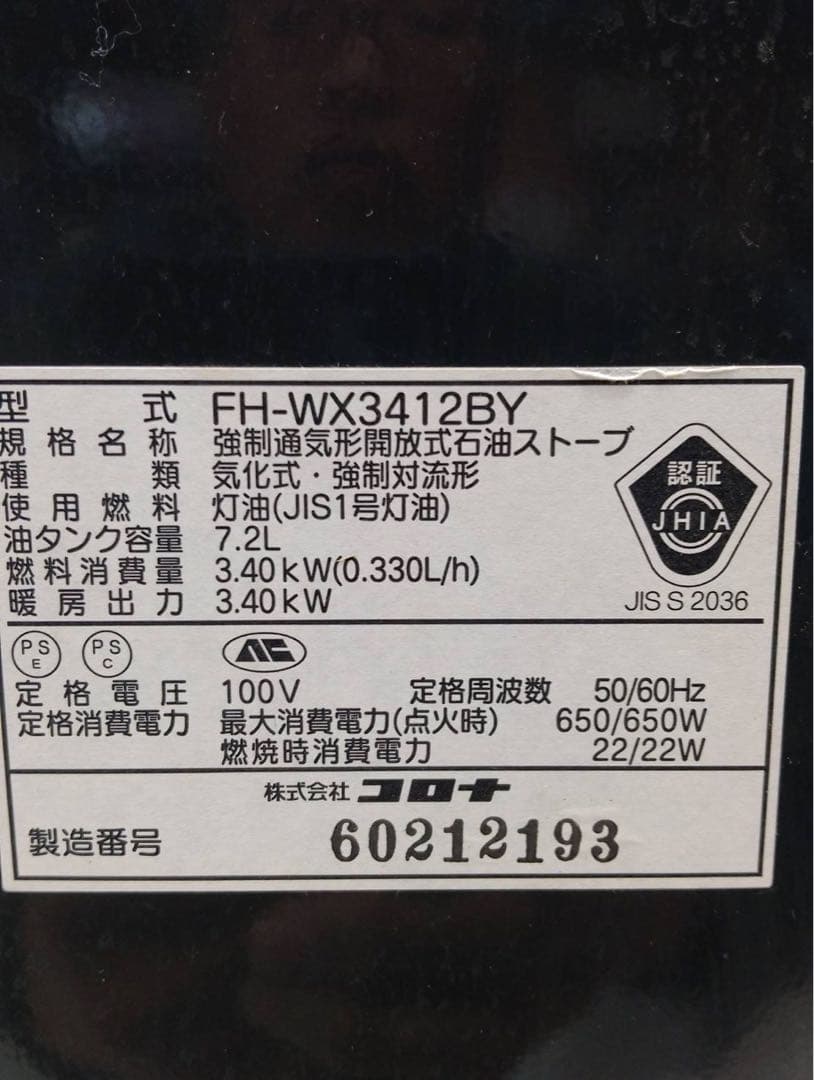 型式 FH-WX3412BY
規格名称 強制通気形開放式石油ストーブ
種類 気化式・強制対流形
使用燃料 灯油(JIS1号灯油)
油タンク容量 7.2L
燃料消費量 3.40kW(0.330L/h)
暖房出力 3.40kW
認証
JHIA
JIS S 2036
PS E PS C
定格電圧 100V 定格周波数 50/60Hz
定格消費電力 最大消費電力(点火時) 650/650W
燃焼時消費電力 22/22W
株式会社 コロナ
製造番号 60212193